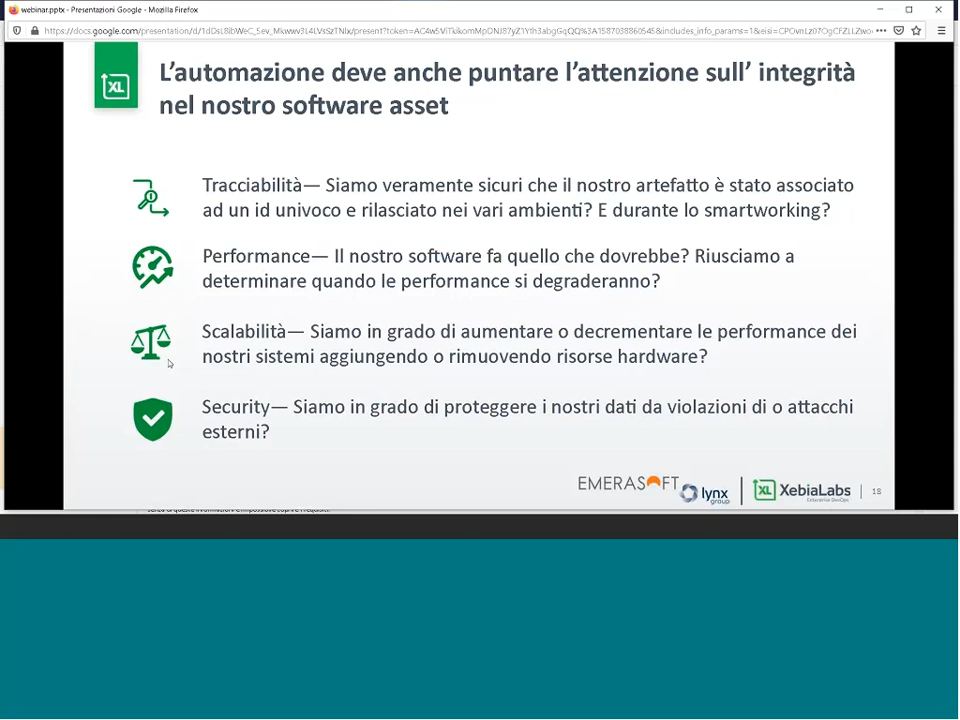 webinar.pptx - Presentazioni Google - Mozilla Firefox
XL
L’automazione deve anche puntare l’attenzione sull’ integrità
nel nostro software asset
Tracciabilità— Siamo veramente sicuri che il nostro artefatto è stato associato
ad un id univoco e rilasciato nei vari ambienti? E durante lo smartworking?
Performance— Il nostro software fa quello che dovrebbe? Riusciamo a
determinare quando le performance si degraderanno?
Scalabilità— Siamo in grado di aumentare o decrementare le performance dei
nostri sistemi aggiungendo o rimuovendo risorse hardware?
Security— Siamo in grado di proteggere i nostri dati da violazioni di o attacchi
esterni?
EMERASOFT lynx group XL XebiaLabs Enterprise DevOps 18